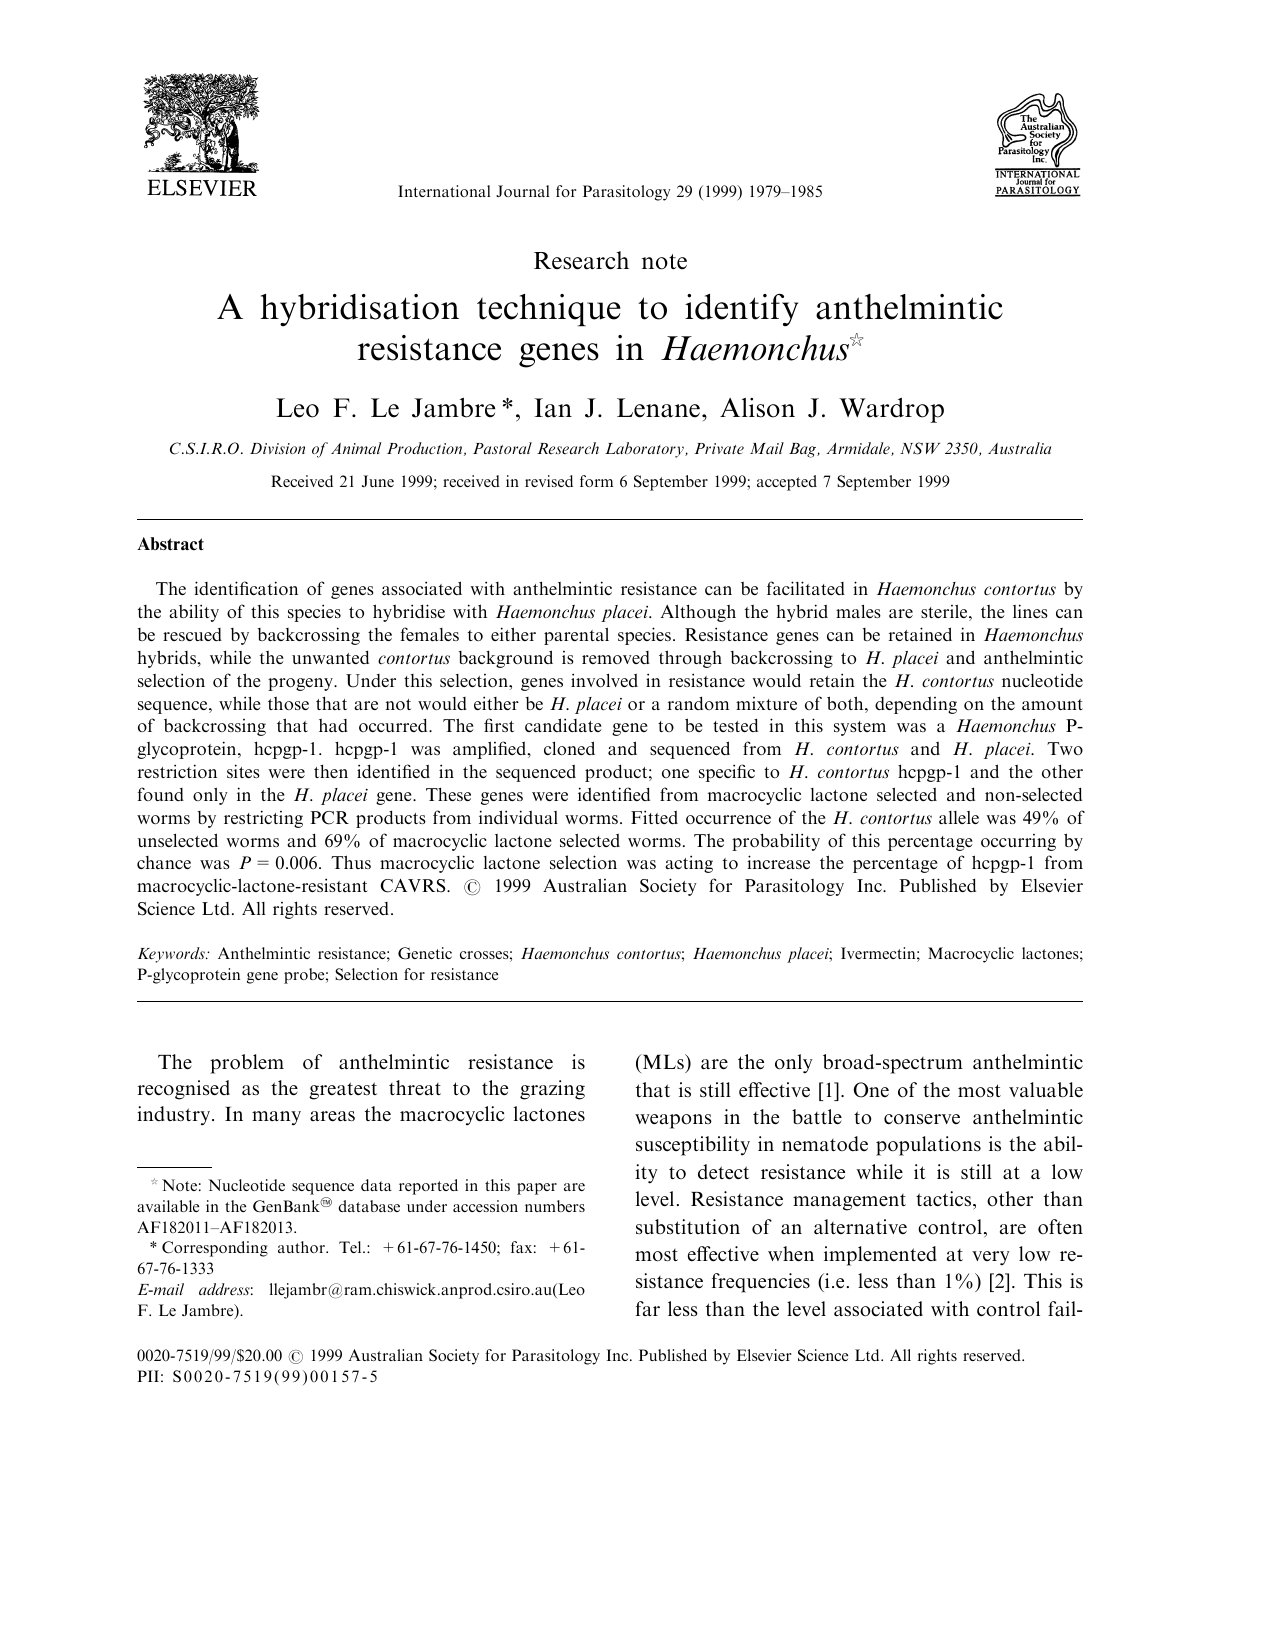 ELSEVIER
International Journal for Parasitology 29 (1999) 1979–1985
The
Australian
Society
for
Parasitology
Inc.
INTERNATIONAL
Journal for
PARASITOLOGY
Research note
A hybridisation technique to identify anthelmintic
resistance genes in Haemonchus☆
Leo F. Le Jambre*, Ian J. Lenane, Alison J. Wardrop
C.S.I.R.O. Division of Animal Production, Pastoral Research Laboratory, Private Mail Bag, Armidale, NSW 2350, Australia
Received 21 June 1999; received in revised form 6 September 1999; accepted 7 September 1999
Abstract
The identification of genes associated with anthelmintic resistance can be facilitated in Haemonchus contortus by
the ability of this species to hybridise with Haemonchus placei. Although the hybrid males are sterile, the lines can
be rescued by backcrossing the females to either parental species. Resistance genes can be retained in Haemonchus
hybrids, while the unwanted contortus background is removed through backcrossing to H. placei and anthelmintic
selection of the progeny. Under this selection, genes involved in resistance would retain the H. contortus nucleotide
sequence, while those that are not would either be H. placei or a random mixture of both, depending on the amount
of backcrossing that had occurred. The first candidate gene to be tested in this system was a Haemonchus P-
glycoprotein, hcpgp-1. hcpgp-1 was amplified, cloned and sequenced from H. contortus and H. placei. Two
restriction sites were then identified in the sequenced product; one specific to H. contortus hcpgp-1 and the other
found only in the H. placei gene. These genes were identified from macrocyclic lactone selected and non-selected
worms by restricting PCR products from individual worms. Fitted occurrence of the H. contortus allele was 49% of
unselected worms and 69% of macrocyclic lactone selected worms. The probability of this percentage occurring by
chance was P = 0.006. Thus macrocyclic lactone selection was acting to increase the percentage of hcpgp-1 from
macrocyclic-lactone-resistant CAVRS. © 1999 Australian Society for Parasitology Inc. Published by Elsevier
Science Ltd. All rights reserved.
Keywords: Anthelmintic resistance; Genetic crosses; Haemonchus contortus; Haemonchus placei; Ivermectin; Macrocyclic lactones;
P-glycoprotein gene probe; Selection for resistance
The problem of anthelmintic resistance is
recognised as the greatest threat to the grazing
industry. In many areas the macrocyclic lactones
☆ Note: Nucleotide sequence data reported in this paper are
available in the GenBank™ database under accession numbers
AF182011–AF182013.
* Corresponding author. Tel.: +61-67-76-1450; fax: +61-
67-76-1333
E-mail address: llejambr@ram.chiswick.anprod.csiro.au(Leo
F. Le Jambre).
(MLs) are the only broad-spectrum anthelmintic
that is still effective [1]. One of the most valuable
weapons in the battle to conserve anthelmintic
susceptibility in nematode populations is the abil-
ity to detect resistance while it is still at a low
level. Resistance management tactics, other than
substitution of an alternative control, are often
most effective when implemented at very low re-
sistance frequencies (i.e. less than 1%) [2]. This is
far less than the level associated with control fail-
0020-7519/99/$20.00 © 1999 Australian Society for Parasitology Inc. Published by Elsevier Science Ltd. All rights reserved.
PII: S0020-7519(99)00157-5